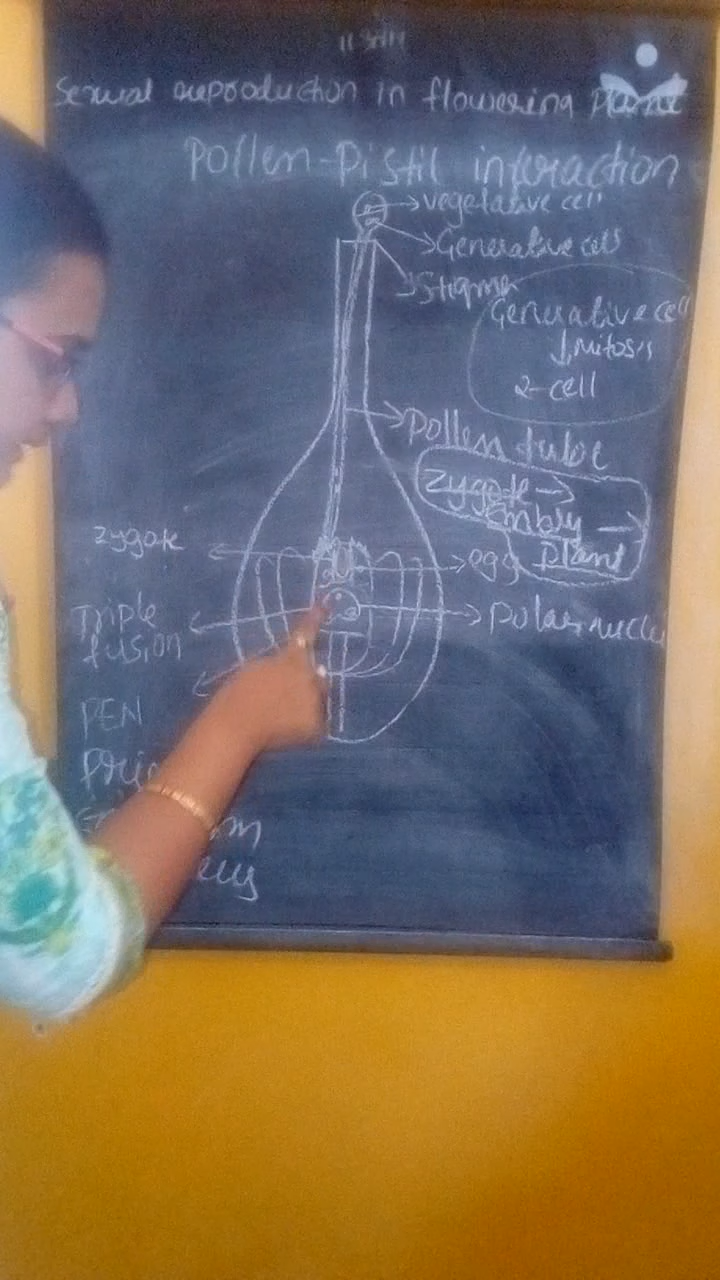 Sexual reproduction in flowering Plant
Pollen-Pistil interaction
vegetative cell
Generative cell
Stigma
Generative cell
↓ Mitosis
2-cell
Pollen tube
zygote →
embly →
Plant
zygote
egg
Triple
fusion
Polar nuclei
PEN